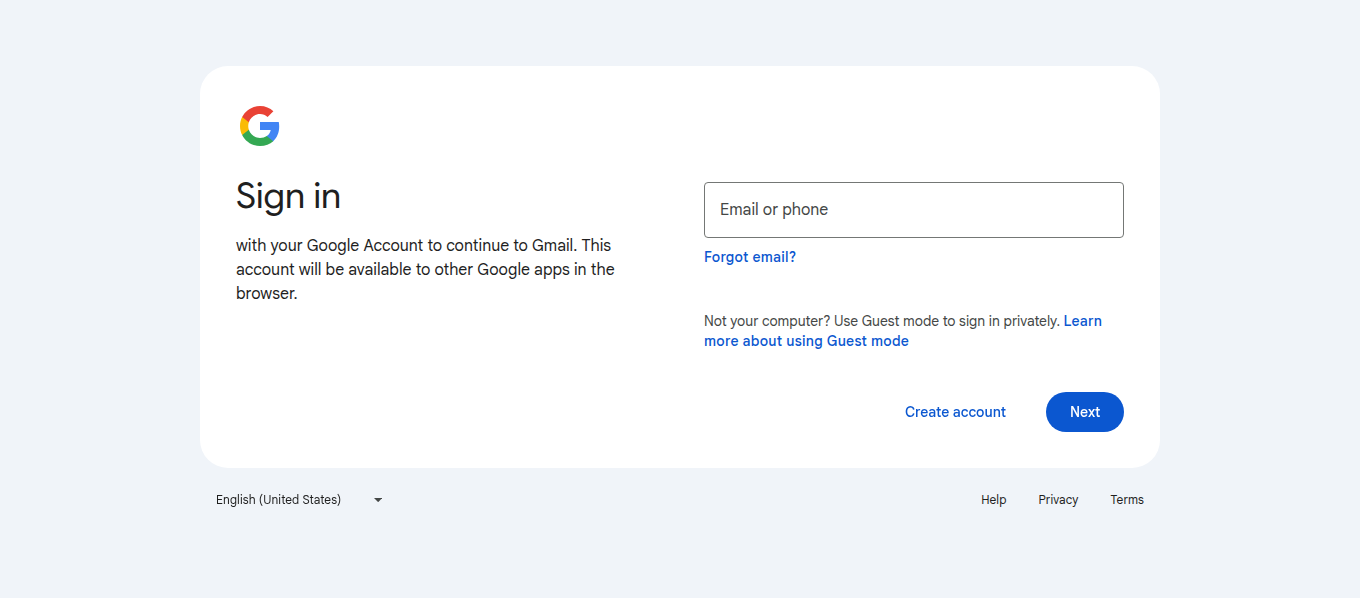 Sign in
with your Google Account to continue to Gmail. This
account will be available to other Google apps in the
browser.
Email or phone
Forgot email?
Not your computer? Use Guest mode to sign in privately. Learn
more about using Guest mode
Create account
Next
English (United States)
Help
Privacy
Terms